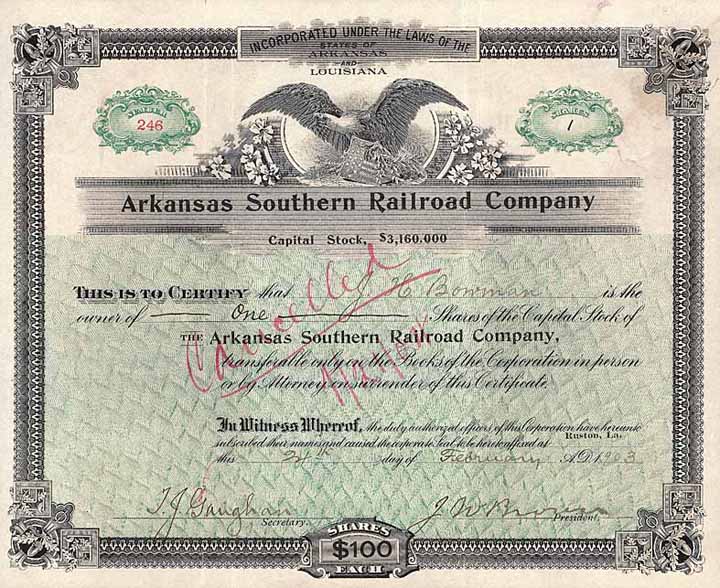 INCORPORATED UNDER THE LAWS OF THE
STATES OF
ARKANSAS
AND
LOUISIANA
NUMBER
246
SHARES
1
Arkansas Southern Railroad Company
Capital Stock, $3,160.000
THIS IS TO CERTIFY that J H Bowman is the
owner of One Shares of the Capital Stock of
THE Arkansas Southern Railroad Company,
transferable only on the Books of the Corporation in person
or by Attorney on surrender of this Certificate.
Cancelled
In Witness Whereof, the duly authorized officers of this Corporation have hereunto
subscribed their names and caused the corporate Seal to be hereto affixed at Ruston, La.
this 24th day of February A.D. 1903
T. J. Gaughan J W Brown
Secretary. President.
SHARES
$100
EACH